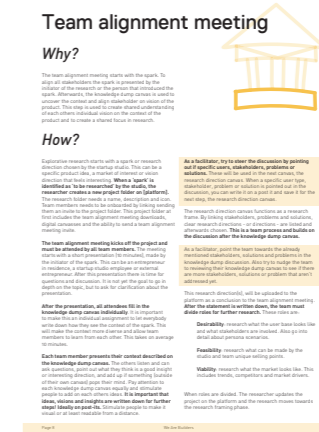 Team alignment meeting
Why?
The team alignment meeting starts with the spark. To
align all stakeholders the spark is presented by the
initiator of the research or the person that introduced the
spark. Afterwards, the knowledge dump canvas is used to
uncover the context and align stakeholder on vision of the
product. This step is used to create shared understanding
of each others individual vision on the context of the
product and to create a shared focus in research.
How?
Explorative research starts with a spark or research
direction chosen by the startup studio. This can be a
specific product idea, a market of interest or vision
direction that feels interesting. When a 'spark' is
identified as 'to be researched' by the studio, the
researcher creates a new project folder on [platform].
The research folder needs a name, description and icon.
Team members needs to be onboarded by linking sending
them an invite to the project folder. This project folder at
first includes the team alignment meeting downloads,
digital canvasses and the ability to send a team alignment
meeting invite.
The team alignment meeting kicks off the project and
must be attended by all team members. The meeting
starts with a short presentation (10 minutes), made by
the initiator of the spark. This can be an entrepreneur
in residence, a startup studio employee or external
entrepreneur. After this presentation there is time for
questions and discussion. It is not yet the goal to go in
depth on the topic, but to ask for clarification about the
presentation.
After the presentation, all attendees fill in the
knowledge dump canvas individually. It is important
to make this an individual assignment to let everybody
write down how they see the context of the spark. This
will make the context more diverse and allow team
members to learn from each other. This takes on average
10 minutes.
Each team member presents their context described on
the knowledge dump canvas. The others listen and can
ask questions, point out what they think is a good insight
or interesting direction, and add up if something (outside
of their own canvas) pops their mind. Pay attention to
each knowledge dump canvas equally and stimulate
people to add on each others ideas. It is important that
ideas, visions and insights are written down for further
steps! Ideally on post-its. Stimulate people to make it
visual or at least readable from a distance.
As a facilitator, try to steer the discussion by pointing
out if specific users, stakeholders, problems or
solutions. These will be used in the next canvas, the
research direction canvas. When a specific user type,
stakeholder, problem or solution is pointed out in the
discussion, you can write it on a post it and save it for the
next step, the research direction canvas.
The research direction canvas functions as a research
frame. By linking stakeholders, problems and solutions,
clear research directions - or directions - are listed and
afterwards chosen. This is a team process and builds on
the discussion after the knowledge dump canvas.
As a facilitator, point the team towards the already
mentioned stakeholders, solutions and problems in the
knowledge dump discussion. Also try to nudge the team
to reviewing their knowledge dump canvas to see if there
are more stakeholders, solutions or problem that aren't
addressed yet.
This research direction(s), will be uploaded to the
platform as a conclusion to the team alignment meeting.
After the statement is written down, the team must
divide roles for further research. These roles are:
Desirability: research what the user base looks like
and what stakeholders are masked. Also go into
detail about persona scenarios.
Feasibility: research what can be made by the
studio and team unique selling points.
Viability: research what the market looks like. This
includes trends, competitors and market drivers.
When roles are divided. The researcher updates the
project on the platform and the research moves towards
the research framing phase.
Page 6
We Are Builders